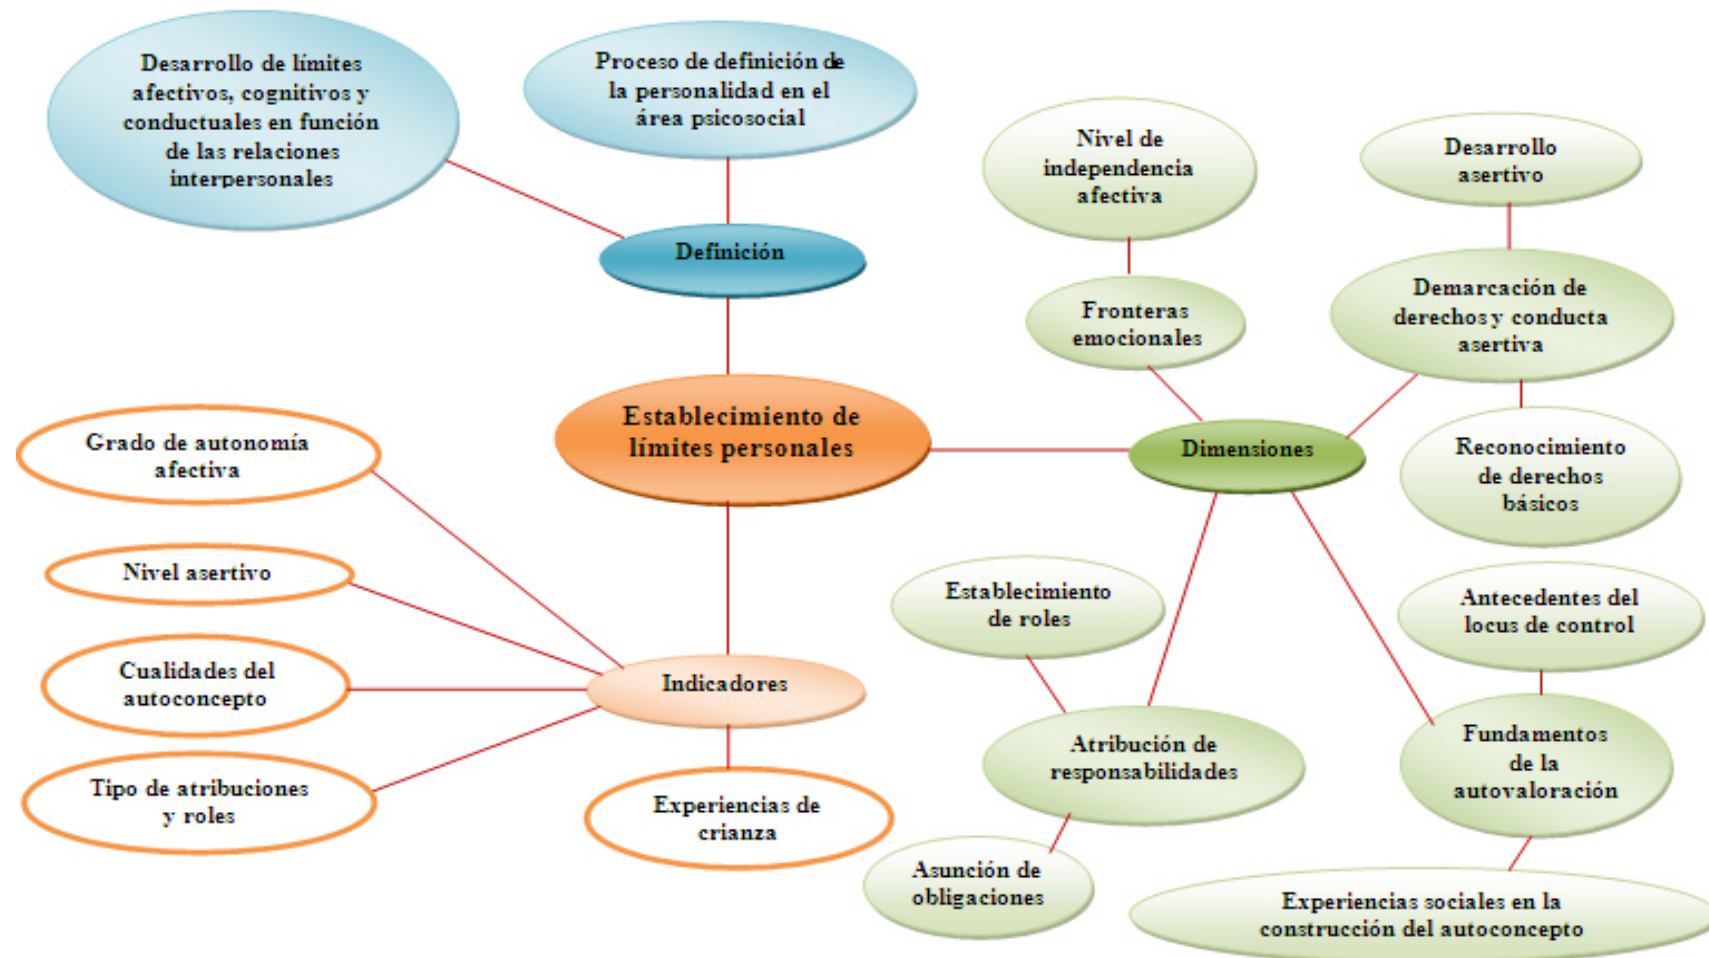 Desarrollo de límites
afectivos, cognitivos y
conductuales en función
de las relaciones
interpersonales
Proceso de definición de
la personalidad en el
área psicosocial
Definición
Nivel de
independencia
afectiva
Desarrollo
asertivo
Fronteras
emocionales
Demarcación de
derechos y conducta
asertiva
Establecimiento de
límites personales
Dimensiones
Reconocimiento
de derechos
básicos
Grado de autonomía
afectiva
Nivel asertivo
Cualidades del
autoconcepto
Tipo de atribuciones
y roles
Indicadores
Experiencias de
crianza
Establecimiento
de roles
Atribución de
responsabilidades
Asunción de
obligaciones
Antecedentes del
locus de control
Fundamentos
de la
autovaloración
Experiencias sociales en la
construcción del autoconcepto